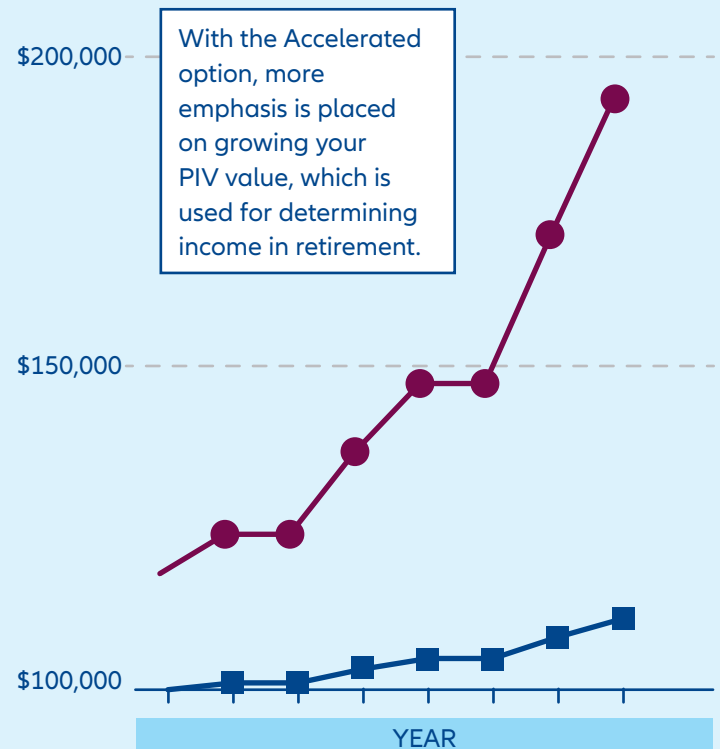 $200,000
With the Accelerated
option, more
emphasis is placed
on growing your
PIV value, which is
used for determining
income in retirement.
$150,000
$100,000
YEAR